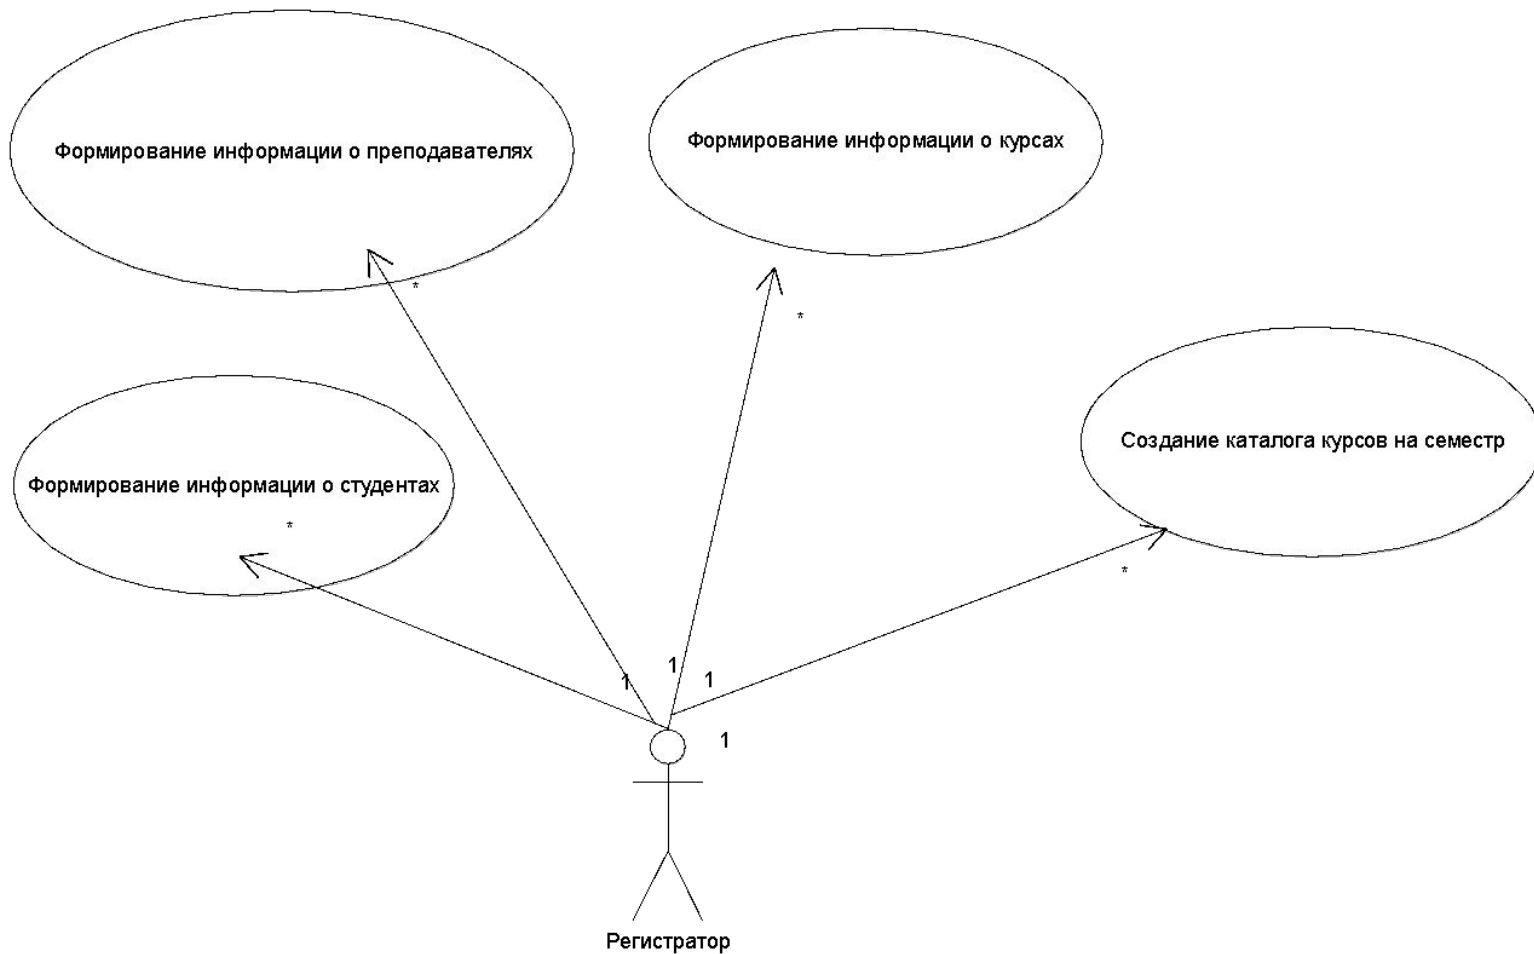 Формирование информации о преподавателях
Формирование информации о курсах
*
*
Создание каталога курсов на семестр
Формирование информации о студентах
*
*
1
1
1
1
Регистратор